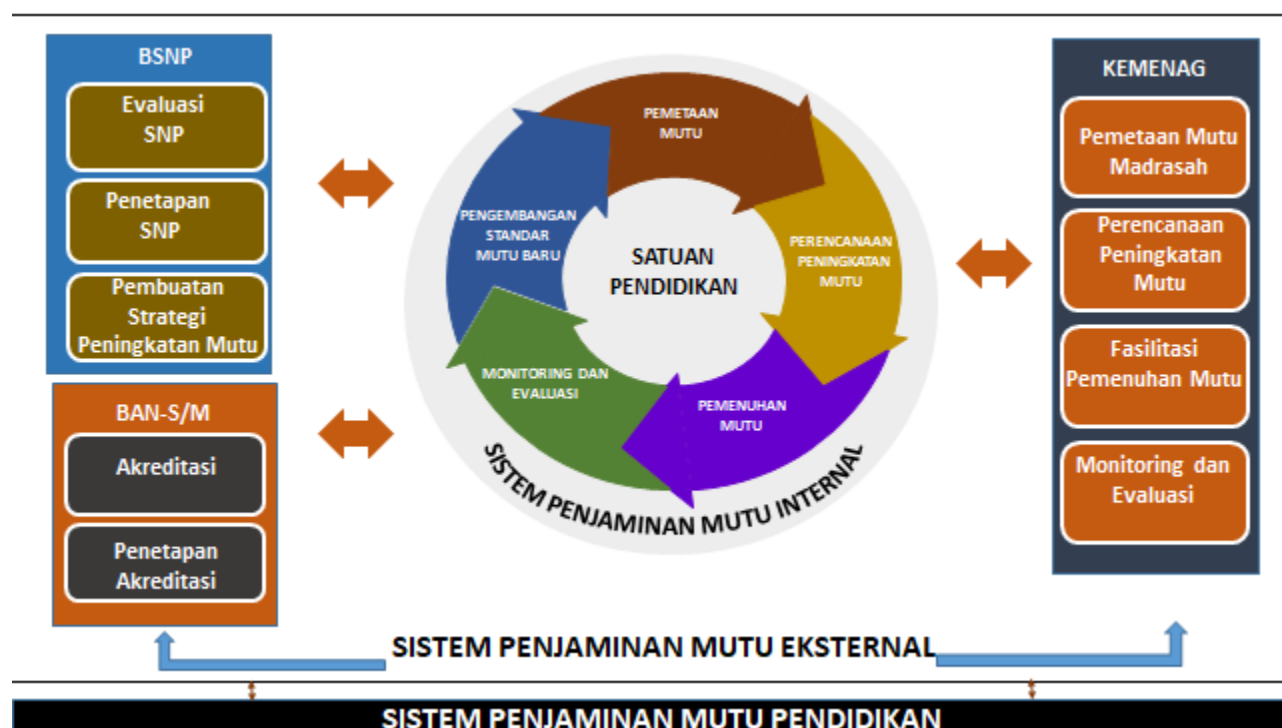 BSNP
Evaluasi
SNP
Penetapan
SNP
Pembuatan
Strategi
Peningkatan Mutu
BAN-S/M
Akreditasi
Penetapan
Akreditasi
PEMETAAN
MUTU
PERENCANAAN
PENINGKATAN
MUTU
PEMENUHAN
MUTU
MONITORING DAN
EVALUASI
PENGEMBANGAN
STANDAR
MUTU BARU
SATUAN
PENDIDIKAN
SISTEM PENJAMINAN MUTU INTERNAL
KEMENAG
Pemetaan Mutu
Madrasah
Perencanaan
Peningkatan
Mutu
Fasilitasi
Pemenuhan Mutu
Monitoring dan
Evaluasi
SISTEM PENJAMINAN MUTU EKSTERNAL
SISTEM PENJAMINAN MUTU PENDIDIKAN